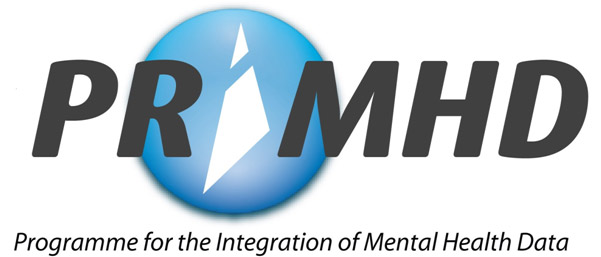 PRiMHD
Programme for the Integration of Mental Health Data